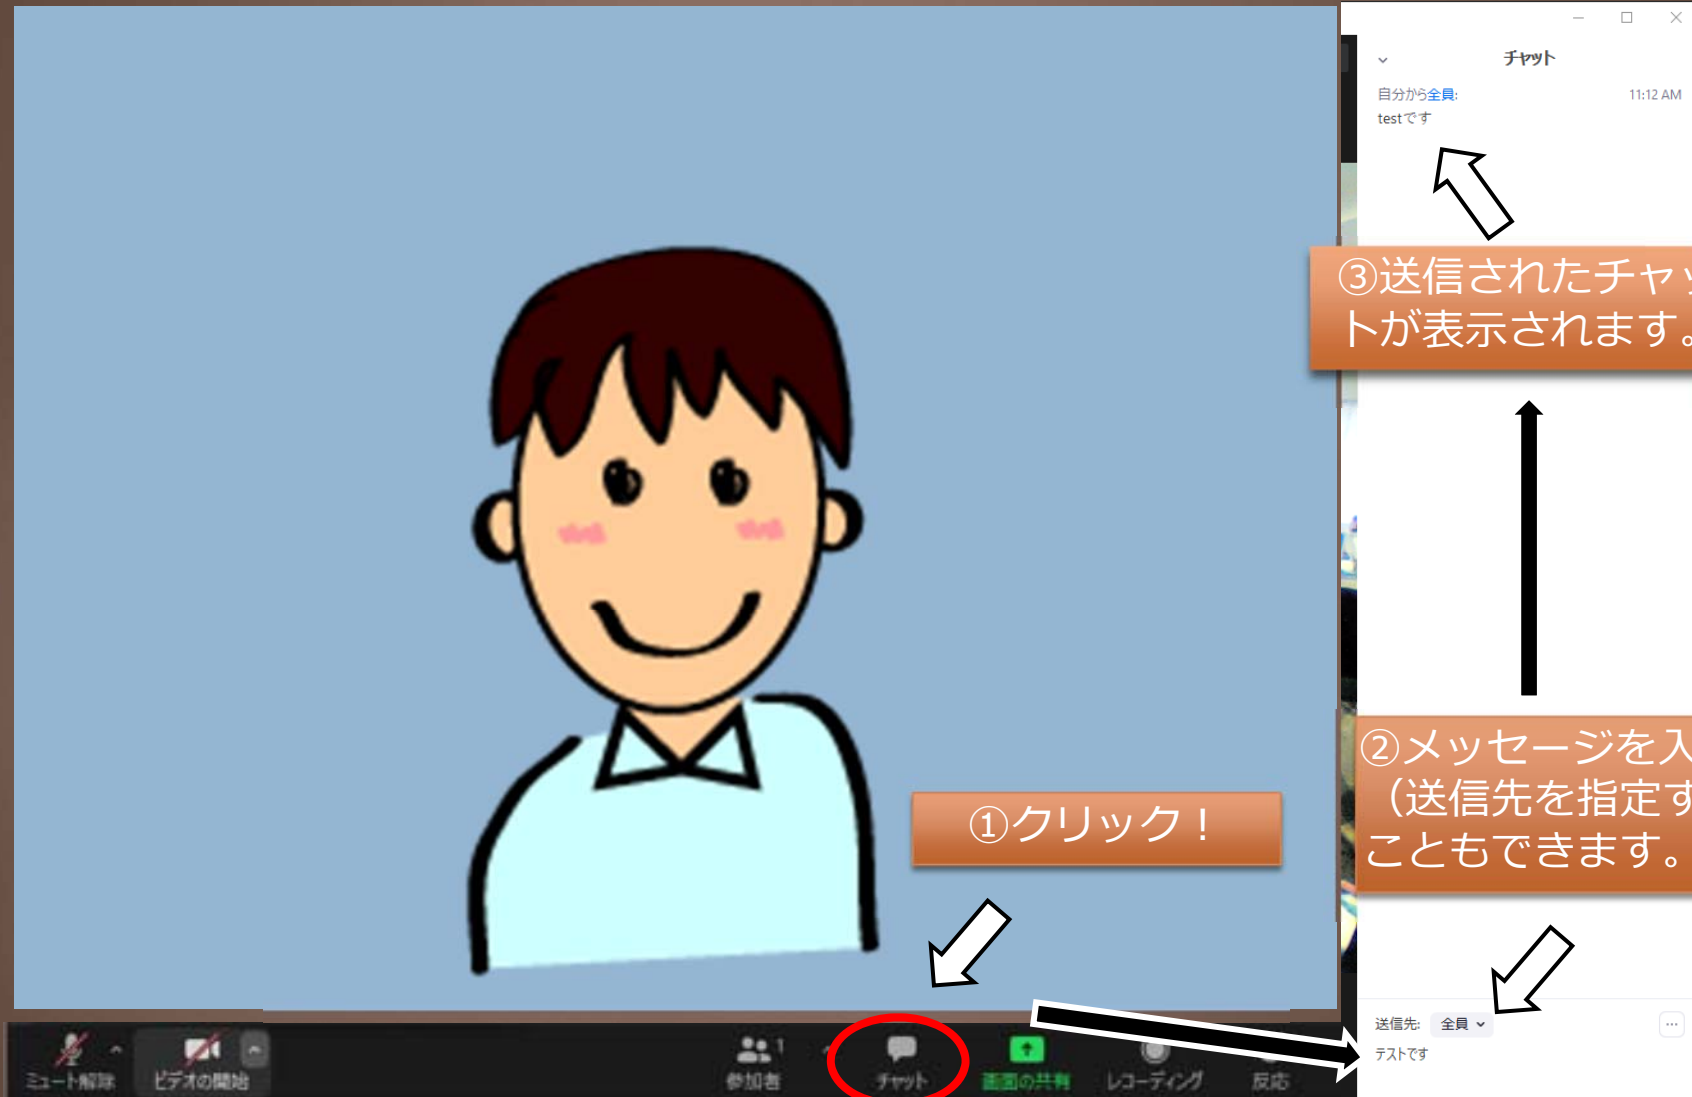 チャット
自分から全員: 11:12 AM
testです
③送信されたチャッ
トが表示されます。
②メッセージを入
(送信先を指定す
こともできます。
①クリック!
送信先: 全員
テストです
ミュート解除 ビデオの開始 参加者 1 チャット 画面の共有 レコーディング 反応